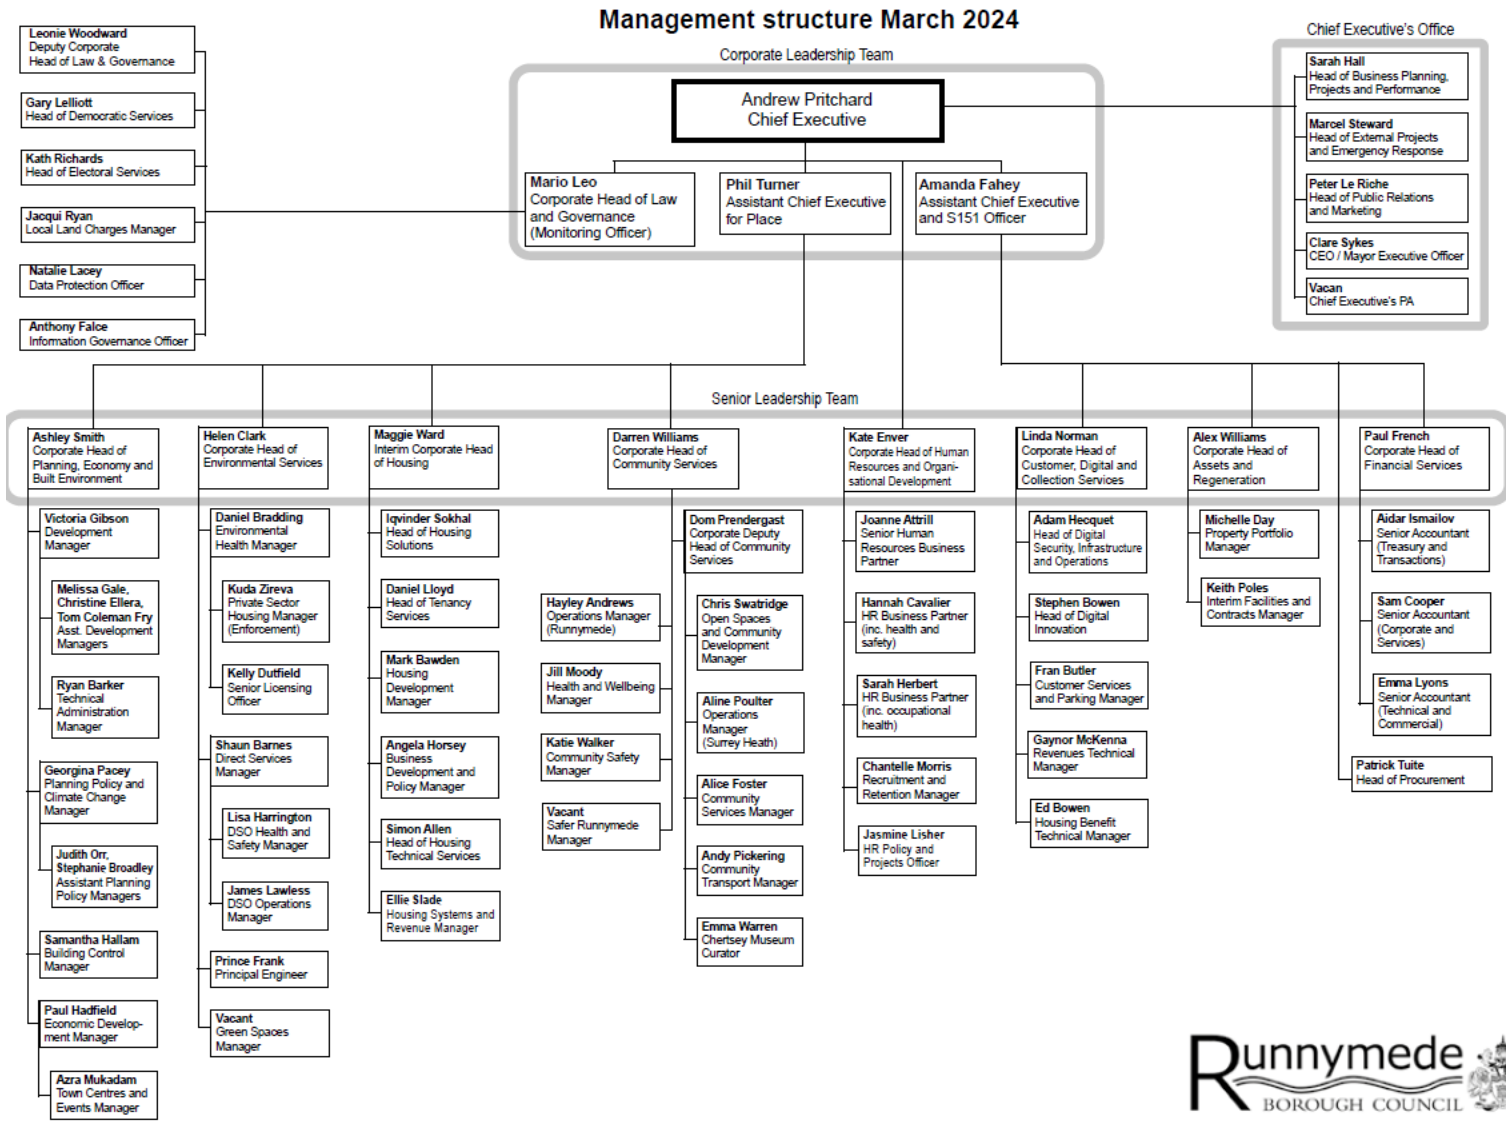 Management structure March 2024
Corporate Leadership Team
Andrew Pritchard
Chief Executive
Mario Leo
Corporate Head of Law
and Governance
(Monitoring Officer)
Phil Turner
Assistant Chief Executive
for Place
Amanda Fahey
Assistant Chief Executive
and S151 Officer
Leonie Woodward
Deputy Corporate
Head of Law & Governance
Gary Lelliott
Head of Democratic Services
Kath Richards
Head of Electoral Services
Jacqui Ryan
Local Land Charges Manager
Natalie Lacey
Data Protection Officer
Anthony Falce
Information Governance Officer
Chief Executive's Office
Sarah Hall
Head of Business Planning,
Projects and Performance
Marcel Steward
Head of External Projects
and Emergency Response
Peter Le Riche
Head of Public Relations
and Marketing
Clare Sykes
CEO / Mayor Executive Officer
Vacan
Chief Executive's PA
Senior Leadership Team
Ashley Smith
Corporate Head of
Planning, Economy and
Built Environment
Victoria Gibson
Development
Manager
Melissa Gale,
Christine Ellera,
Tom Coleman Fry
Asst. Development
Managers
Ryan Barker
Technical
Administration
Manager
Georgina Pacey
Planning Policy and
Climate Change
Manager
Judith Orr,
Stephanie Broadley
Assistant Planning
Policy Managers
Samantha Hallam
Building Control
Manager
Paul Hadfield
Economic Develop-
ment Manager
Azra Mukadam
Town Centres and
Events Manager
Helen Clark
Corporate Head of
Environmental Services
Daniel Bradding
Environmental
Health Manager
Kuda Zireva
Private Sector
Housing Manager
(Enforcement)
Kelly Dutfield
Senior Licensing
Officer
Shaun Barnes
Direct Services
Manager
Lisa Harrington
DSO Health and
Safety Manager
James Lawless
DSO Operations
Manager
Prince Frank
Principal Engineer
Vacant
Green Spaces
Manager
Maggie Ward
Interim Corporate Head
of Housing
Iqvinder Sokhal
Head of Housing
Solutions
Daniel Lloyd
Head of Tenancy
Services
Mark Bawden
Housing
Development
Manager
Angela Horsey
Business
Development and
Policy Manager
Simon Allen
Head of Housing
Technical Services
Ellie Slade
Housing Systems and
Revenue Manager
Darren Williams
Corporate Head of
Community Services
Hayley Andrews
Operations Manager
(Runnymede)
Jill Moody
Health and Wellbeing
Manager
Katie Walker
Community Safety
Manager
Vacant
Safer Runnymede
Manager
Dom Prendergast
Corporate Deputy
Head of Community
Services
Chris Swatridge
Open Spaces
and Community
Development
Manager
Aline Poulter
Operations
Manager
(Surrey Heath)
Alice Foster
Community
Services Manager
Andy Pickering
Community
Transport Manager
Emma Warren
Chertsey Museum
Curator
Kate Enver
Corporate Head of Human
Resources and Organi-
sational Development
Joanne Attrill
Senior Human
Resources Business
Partner
Hannah Cavalier
HR Business Partner
(inc. health and
safety)
Sarah Herbert
HR Business Partner
(inc. occupational
health)
Chantelle Morris
Recruitment and
Retention Manager
Jasmine Lisher
HR Policy and
Projects Officer
Linda Norman
Corporate Head of
Customer, Digital and
Collection Services
Adam Hecquet
Head of Digital
Security, Infrastructure
and Operations
Stephen Bowen
Head of Digital
Innovation
Fran Butler
Customer Services
and Parking Manager
Gaynor McKenna
Revenues Technical
Manager
Ed Bowen
Housing Benefit
Technical Manager
Alex Williams
Corporate Head of
Assets and
Regeneration
Michelle Day
Property Portfolio
Manager
Keith Poles
Interim Facilities and
Contracts Manager
Paul French
Corporate Head of
Financial Services
Aidar Ismailov
Senior Accountant
(Treasury and
Transactions)
Sam Cooper
Senior Accountant
(Corporate and
Services)
Emma Lyons
Senior Accountant
(Technical and
Commercial)
Patrick Tuite
Head of Procurement
Runnymede
BOROUGH COUNCIL